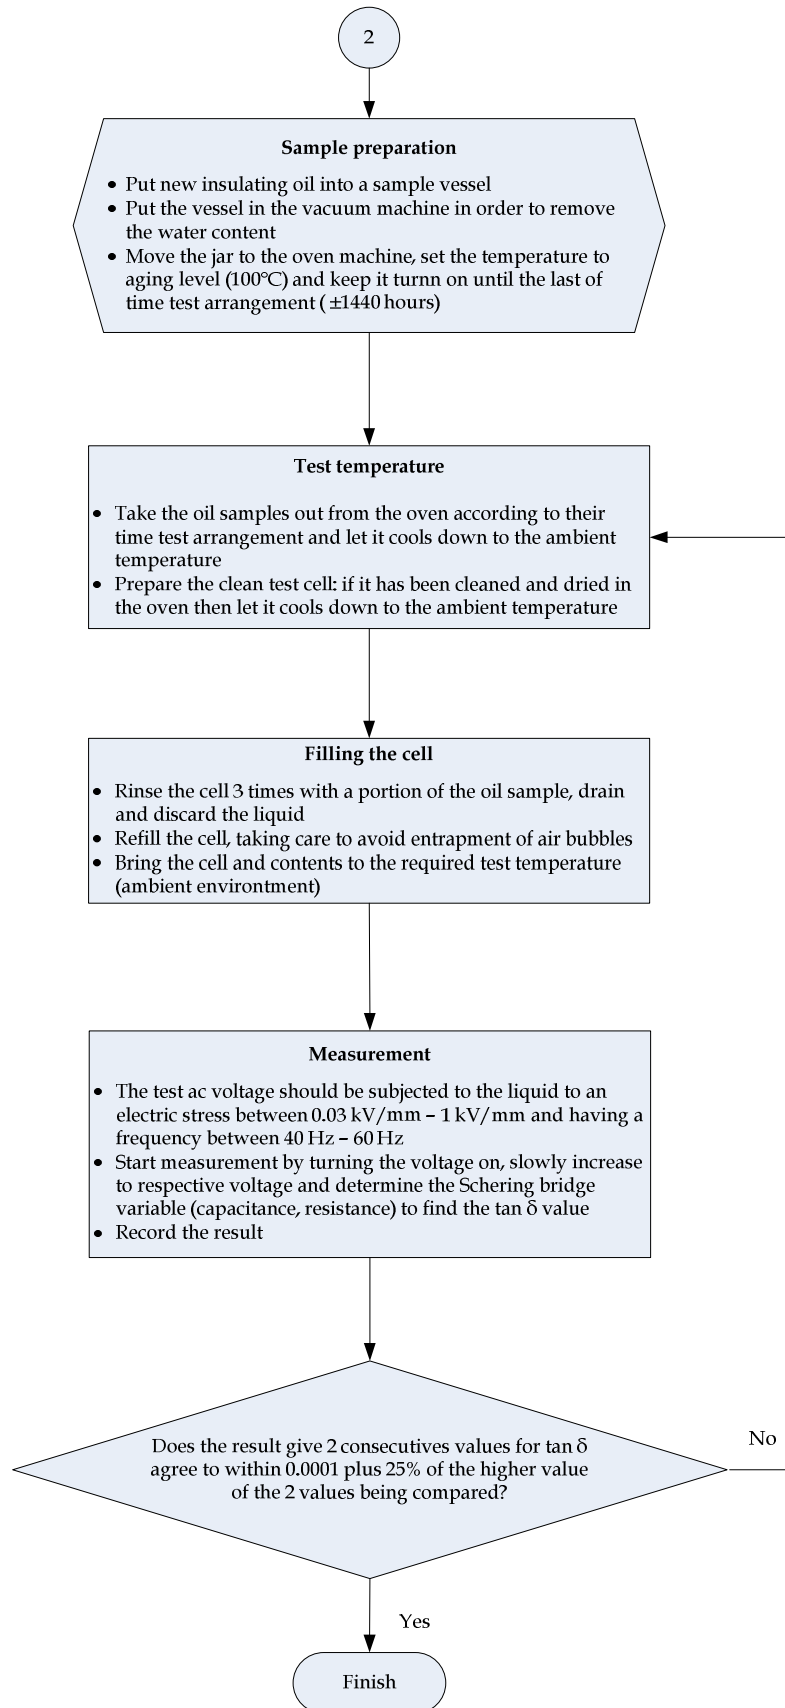 2
Sample preparation
• Put new insulating oil into a sample vessel
• Put the vessel in the vacuum machine in order to remove
the water content
• Move the jar to the oven machine, set the temperature to
aging level (100°C) and keep it turnn on until the last of
time test arrangement ( ±1440 hours)
Test temperature
• Take the oil samples out from the oven according to their
time test arrangement and let it cools down to the ambient
temperature
• Prepare the clean test cell: if it has been cleaned and dried in
the oven then let it cools down to the ambient temperature
Filling the cell
• Rinse the cell 3 times with a portion of the oil sample, drain
and discard the liquid
• Refill the cell, taking care to avoid entrapment of air bubbles
• Bring the cell and contents to the required test temperature
(ambient environtment)
Measurement
• The test ac voltage should be subjected to the liquid to an
electric stress between 0.03 kV/mm – 1 kV/mm and having a
frequency between 40 Hz – 60 Hz
• Start measurement by turning the voltage on, slowly increase
to respective voltage and determine the Schering bridge
variable (capacitance, resistance) to find the tan δ value
• Record the result
Does the result give 2 consecutives values for tan δ
agree to within 0.0001 plus 25% of the higher value
of the 2 values being compared?
No
Yes
Finish